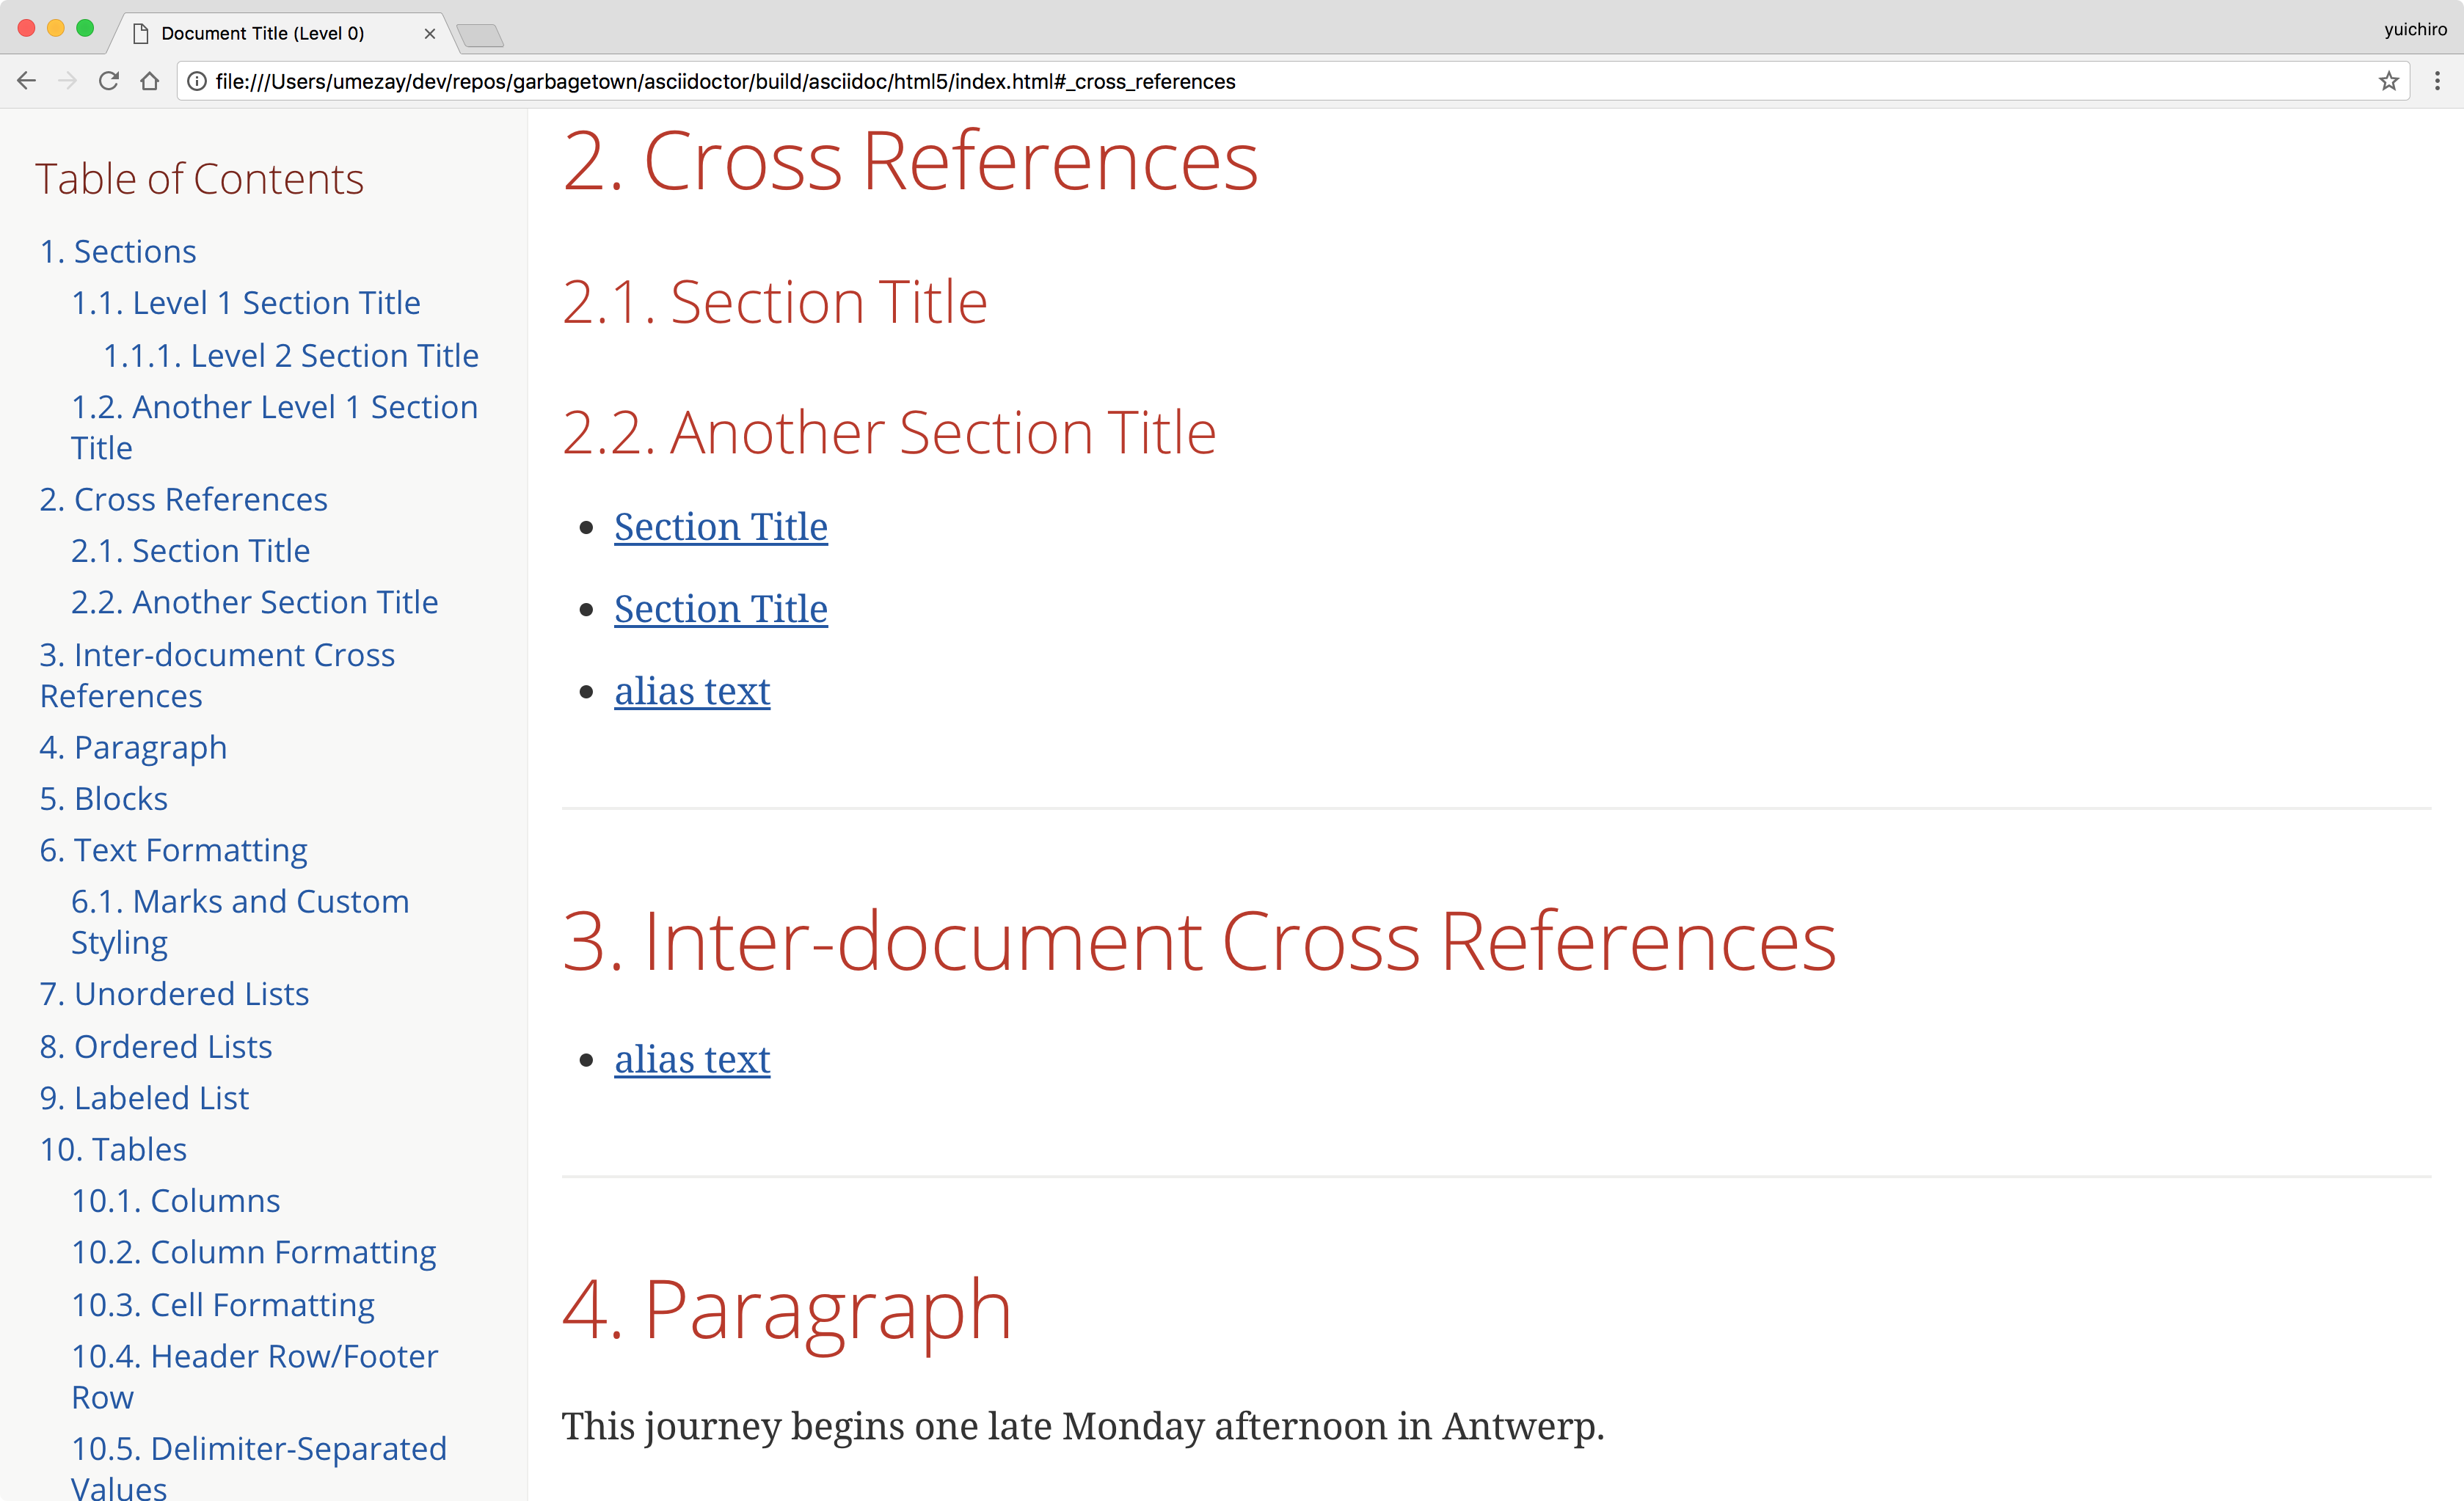 Document Title (Level 0)
yuichiro
file:///Users/umezay/dev/repos/garbagetown/asciidoctor/build/asciidoc/html5/index.html#_cross_references
Table of Contents
1. Sections
1.1. Level 1 Section Title
1.1.1. Level 2 Section Title
1.2. Another Level 1 Section
Title
2. Cross References
2.1. Section Title
2.2. Another Section Title
3. Inter-document Cross
References
4. Paragraph
5. Blocks
6. Text Formatting
6.1. Marks and Custom
Styling
7. Unordered Lists
8. Ordered Lists
9. Labeled List
10. Tables
10.1. Columns
10.2. Column Formatting
10.3. Cell Formatting
10.4. Header Row/Footer
Row
10.5. Delimiter-Separated
Values
2. Cross References
2.1. Section Title
2.2. Another Section Title
• Section Title
• Section Title
• alias text
3. Inter-document Cross References
• alias text
4. Paragraph
This journey begins one late Monday afternoon in Antwerp.